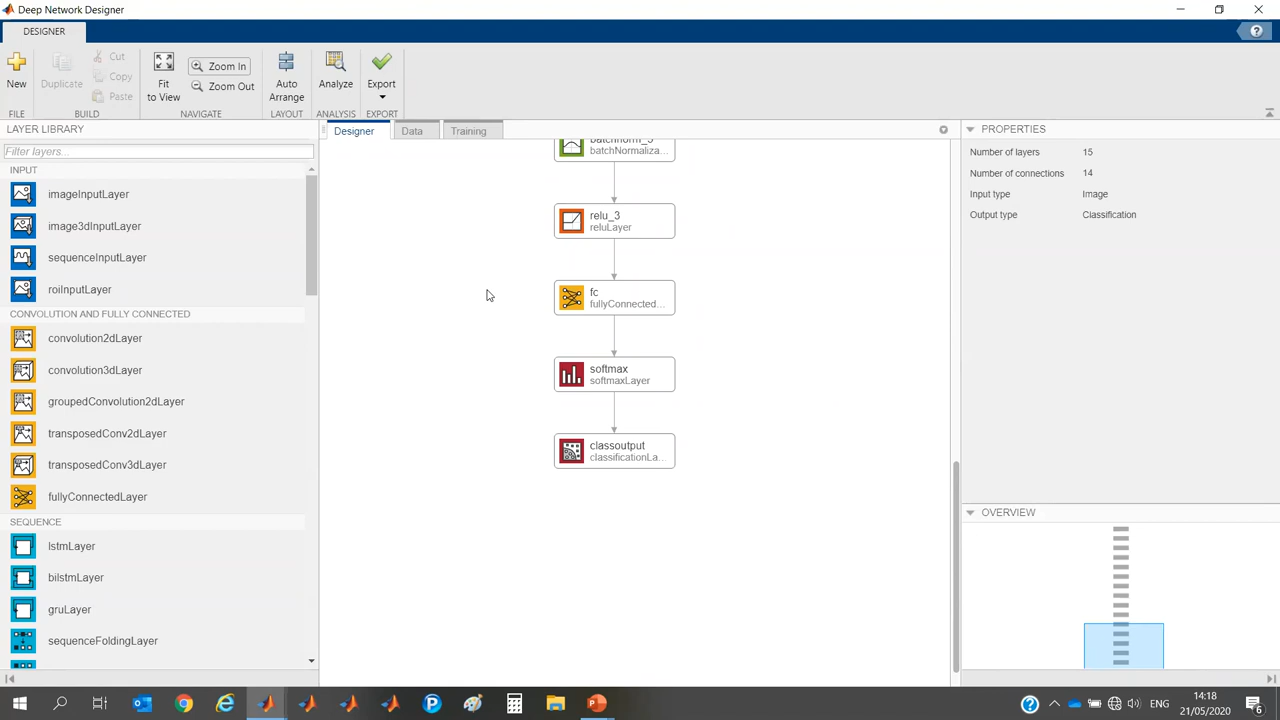 Deep Network Designer
DESIGNER
New
Duplicate
Cut
Copy
Paste
Fit
to View
Zoom In
Zoom Out
Auto
Arrange
Analyze
Export
FILE
BUILD
NAVIGATE
LAYOUT
ANALYSIS
EXPORT
LAYER LIBRARY
Filter layers...
INPUT
imageInputLayer
image3dInputLayer
sequenceInputLayer
roiInputLayer
CONVOLUTION AND FULLY CONNECTED
convolution2dLayer
convolution3dLayer
groupedConvolution2dLayer
transposedConv2dLayer
transposedConv3dLayer
fullyConnectedLayer
SEQUENCE
lstmLayer
bilstmLayer
gruLayer
sequenceFoldingLayer
Designer
Data
Training
batchnorm_3
batchNormaliza...
relu_3
reluLayer
fc
fullyConnected...
softmax
softmaxLayer
classoutput
classificationLa...
PROPERTIES
Number of layers 15
Number of connections 14
Input type Image
Output type Classification
OVERVIEW
ENG
14:18
21/05/2020
6